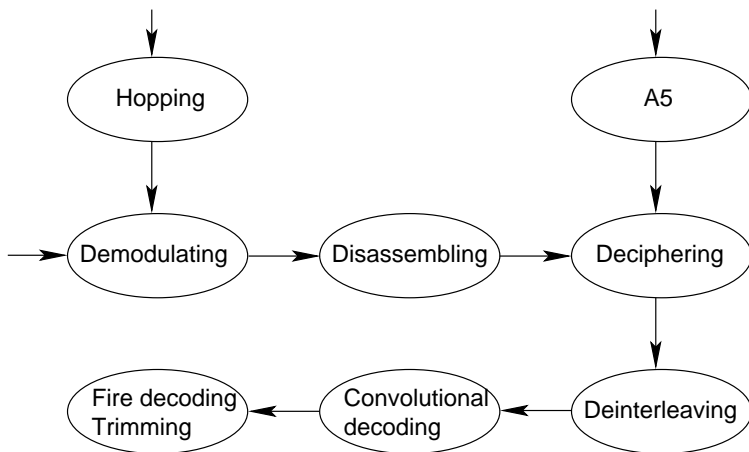 Hopping
A5
Demodulating
Disassembling
Deciphering
Fire decoding
Trimming
Convolutional
decoding
Deinterleaving